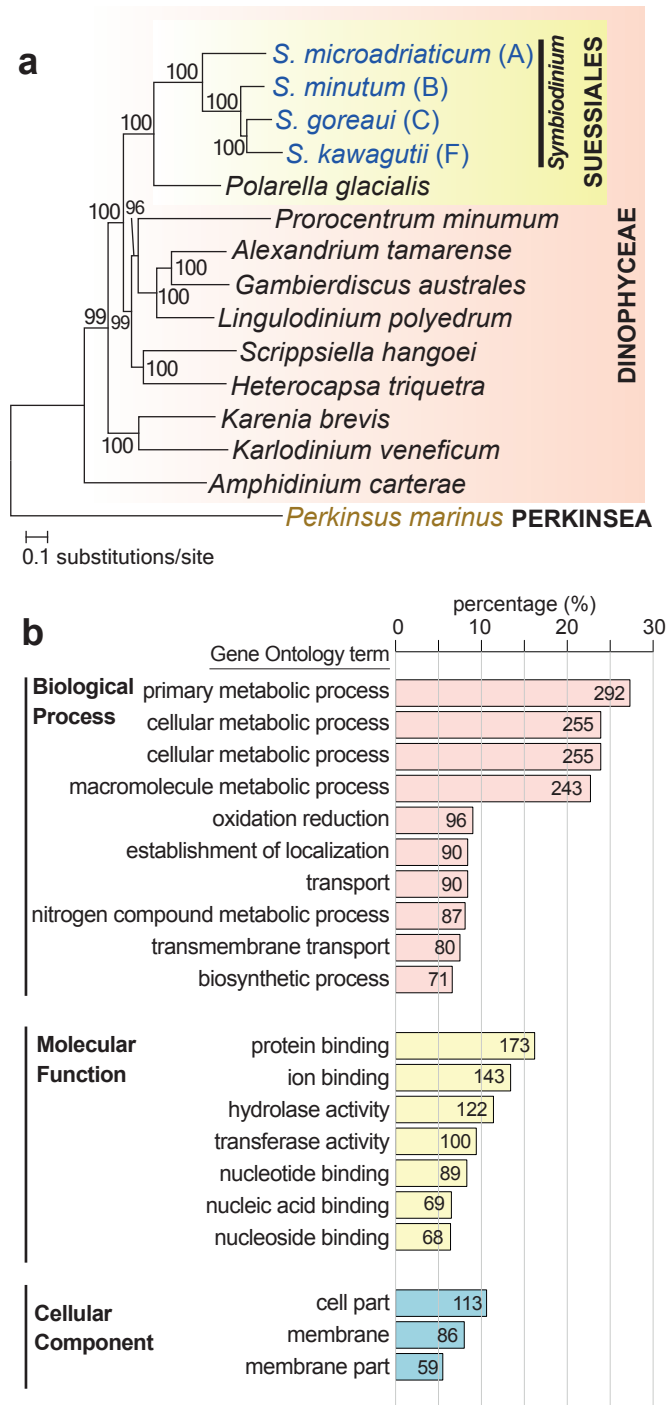 a
100
S. microadriaticum (A)
100
S. minutum (B)
100
S. goreaui (C)
100
S. kawagutii (F)
Symbiodinium
SUESSIALES
Polarella glacialis
100
96
Prorocentrum minumum
Alexandrium tamarense
100
Gambierdiscus australes
100
Lingulodinium polyedrum
99
99
Scrippsiella hangoei
100
Heterocapsa triquetra
Karenia brevis
100
Karlodinium veneficum
Amphidinium carterae
DINOPHYCEAE
Perkinsus marinus PERKINSEA
0.1 substitutions/site
b
percentage (%)
0 10 20 30
Gene Ontology term
Biological
Process
primary metabolic process 292
cellular metabolic process 255
cellular metabolic process 255
macromolecule metabolic process 243
oxidation reduction 96
establishment of localization 90
transport 90
nitrogen compound metabolic process 87
transmembrane transport 80
biosynthetic process 71
Molecular
Function
protein binding 173
ion binding 143
hydrolase activity 122
transferase activity 100
nucleotide binding 89
nucleic acid binding 69
nucleoside binding 68
Cellular
Component
cell part 113
membrane 86
membrane part 59